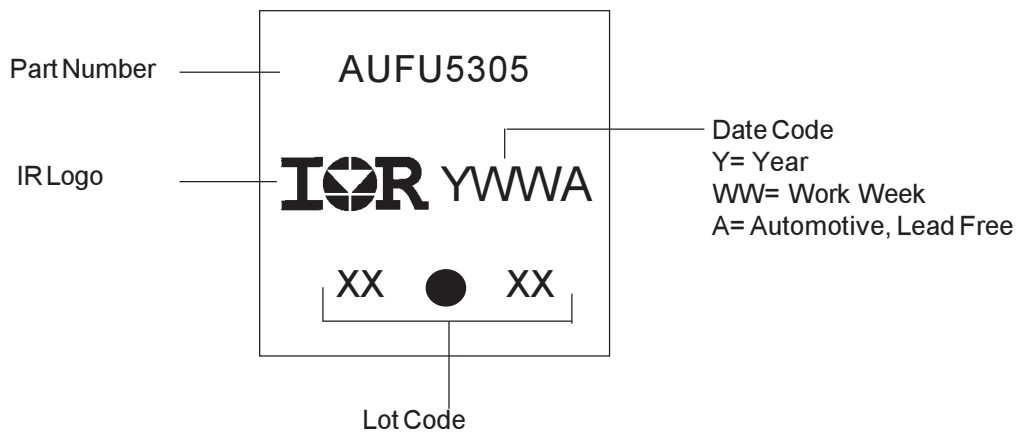 Part Number
AUFU5305
IR Logo
IOR YWWA
Date Code
Y= Year
WW= Work Week
A= Automotive, Lead Free
XX XX
Lot Code